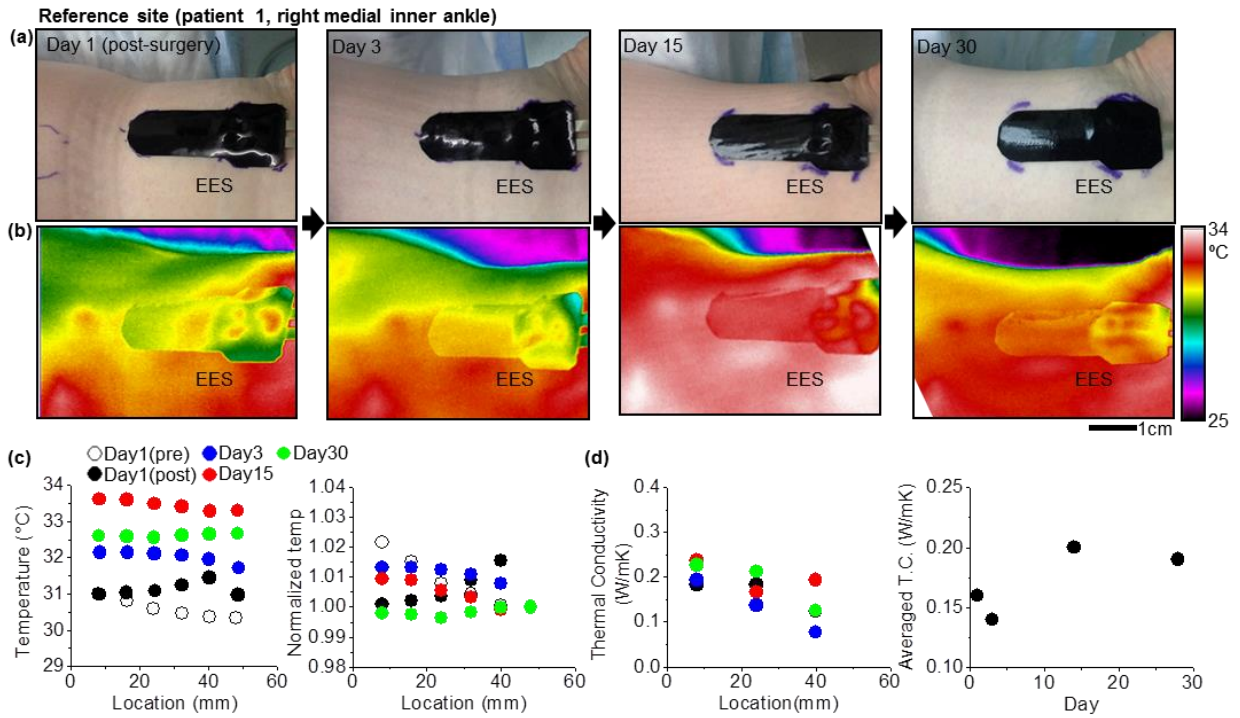 Reference site (patient 1, right medial inner ankle)
(a)
Day 1 (post-surgery)
Day 3
Day 15
Day 30
EES
EES
EES
EES
(b)
34
ºC
EES
EES
EES
EES
25
1cm
(c)
Day1(pre)
Day3
Day30
Day1(post)
Day15
Temperature (°C)
34
33
32
31
30
29
0 20 40 60
Location (mm)
Normalized temp
1.04
1.03
1.02
1.01
1.00
0.99
0.98
0 20 40 60
Location (mm)
(d)
Thermal Conductivity
(W/mK)
0.4
0.3
0.2
0.1
0.0
0 20 40 60
Location(mm)
Averaged T.C. (W/mK)
0.25
0.20
0.15
0.10
0 10 20 30
Day